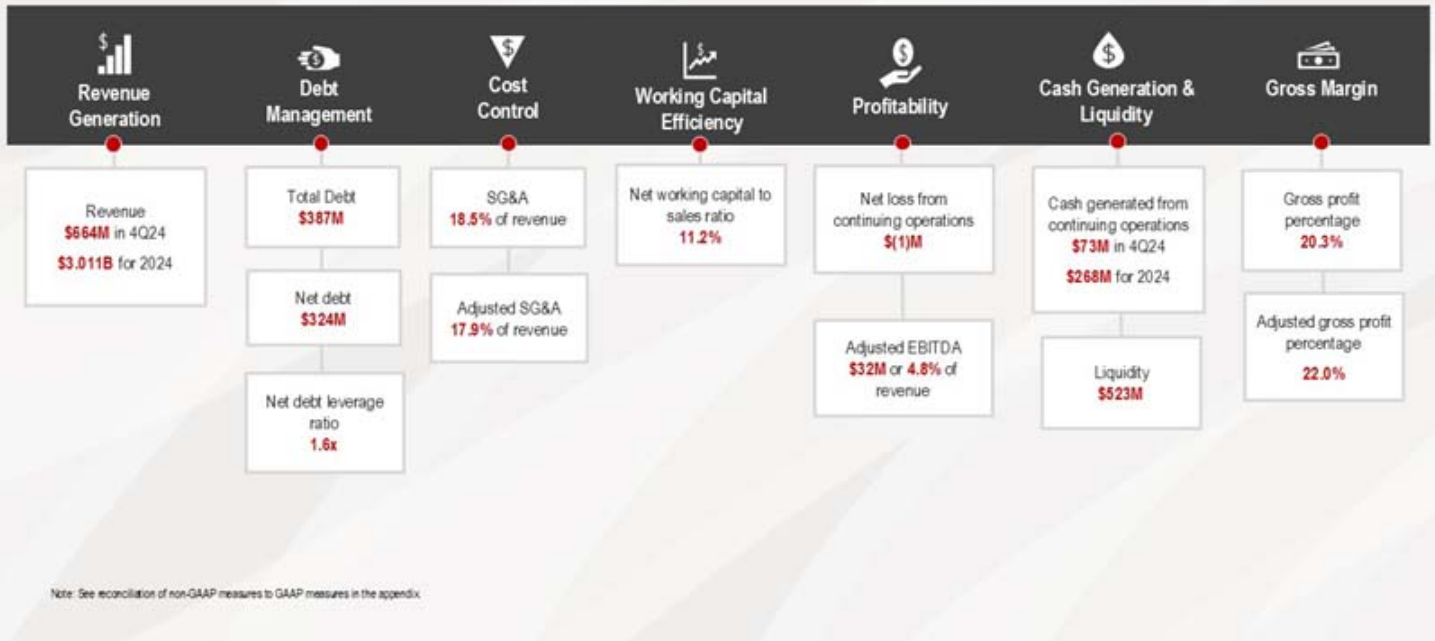 Revenue
Generation
Revenue
$664M in 4Q24
$3.011B for 2024
Debt
Management
Total Debt
$387M
Net debt
$324M
Net debt leverage
ratio
1.6x
Cost
Control
SG&A
18.5% of revenue
Adjusted SG&A
17.9% of revenue
Working Capital
Efficiency
Net working capital to
sales ratio
11.2%
Profitability
Net loss from
continuing operations
$(1)M
Adjusted EBITDA
$32M or 4.8% of
revenue
Cash Generation &
Liquidity
Cash generated from
continuing operations
$73M in 4Q24
$268M for 2024
Liquidity
$523M
Gross Margin
Gross profit
percentage
20.3%
Adjusted gross profit
percentage
22.0%
Note: See reconciliation of non-GAAP measures to GAAP measures in the appendix.